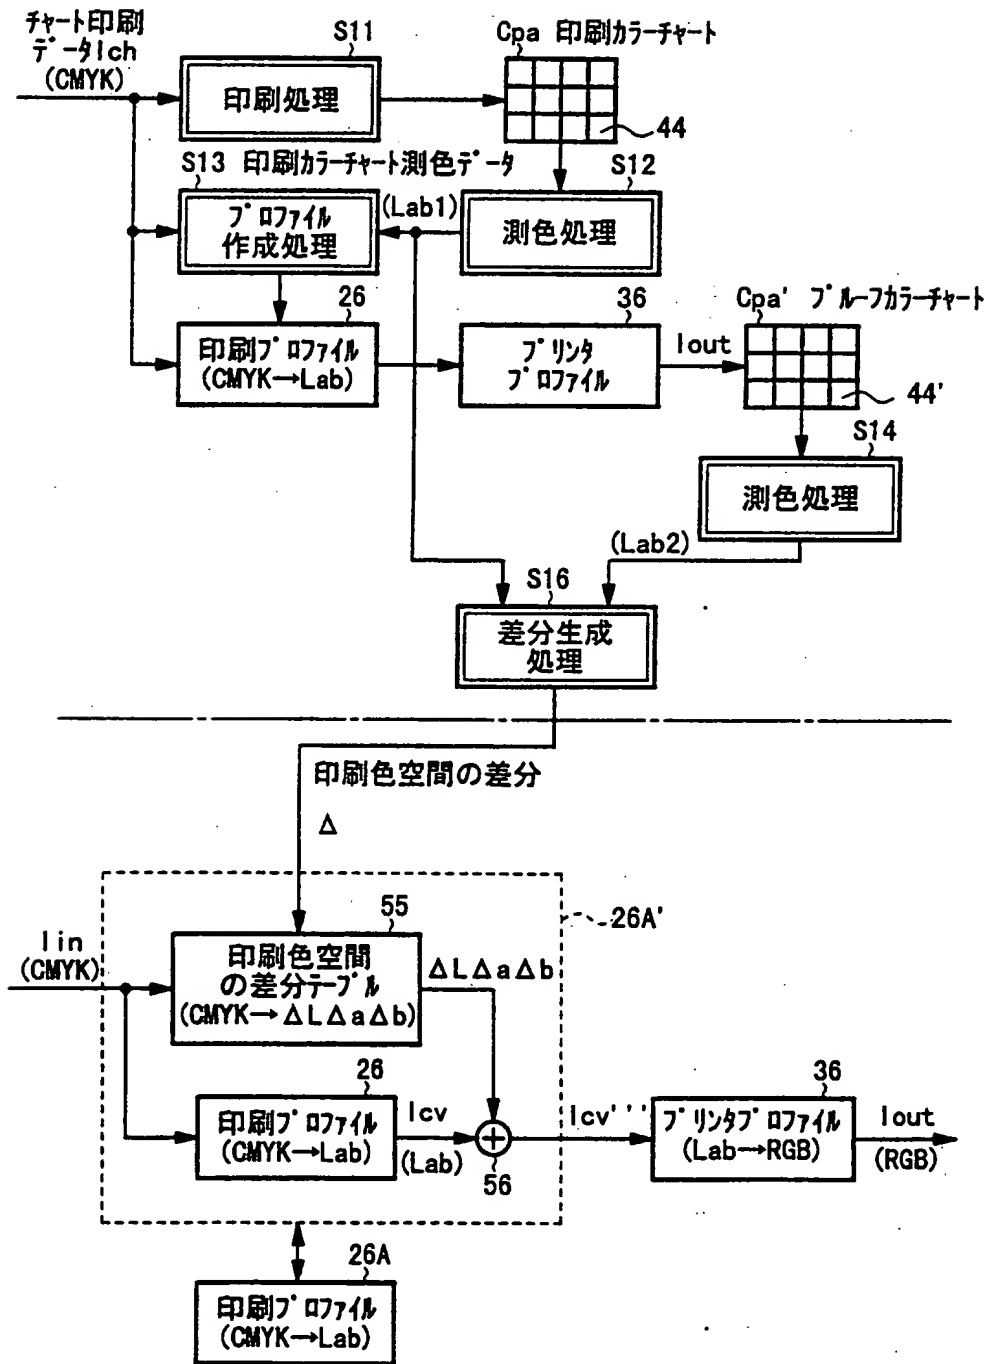 チャート印刷
データIch
(CMYK)
S11
印刷処理
Cpa 印刷カラーチャート
44
S13 印刷カラーチャート測色データ
プロファイル
作成処理
(Lab1)
S12
測色処理
26
印刷プロファイル
(CMYK→Lab)
36
プリンタ
プロファイル
Iout
Cpa' プルーフカラーチャート
44'
S14
測色処理
(Lab2)
S16
差分生成
処理
印刷色空間の差分
Δ
26A'
Iin
(CMYK)
55
印刷色空間
の差分テーブル
(CMYK→ΔLΔaΔb)
ΔLΔaΔb
26
印刷プロファイル
(CMYK→Lab)
Icv
(Lab)
+
56
Icv'''
36
プリンタプロファイル
(Lab→RGB)
Iout
(RGB)
26A
印刷プロファイル
(CMYK→Lab)